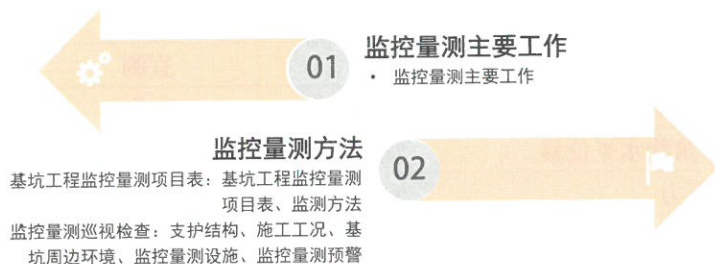 01
监控量测主要工作
• 监控量测主要工作
监控量测方法
02
基坑工程监控量测项目表：基坑工程监控量测
项目表、监测方法
监控量测巡视检查：支护结构、施工工况、基
坑周边环境、监控量测设施、监控量测预警